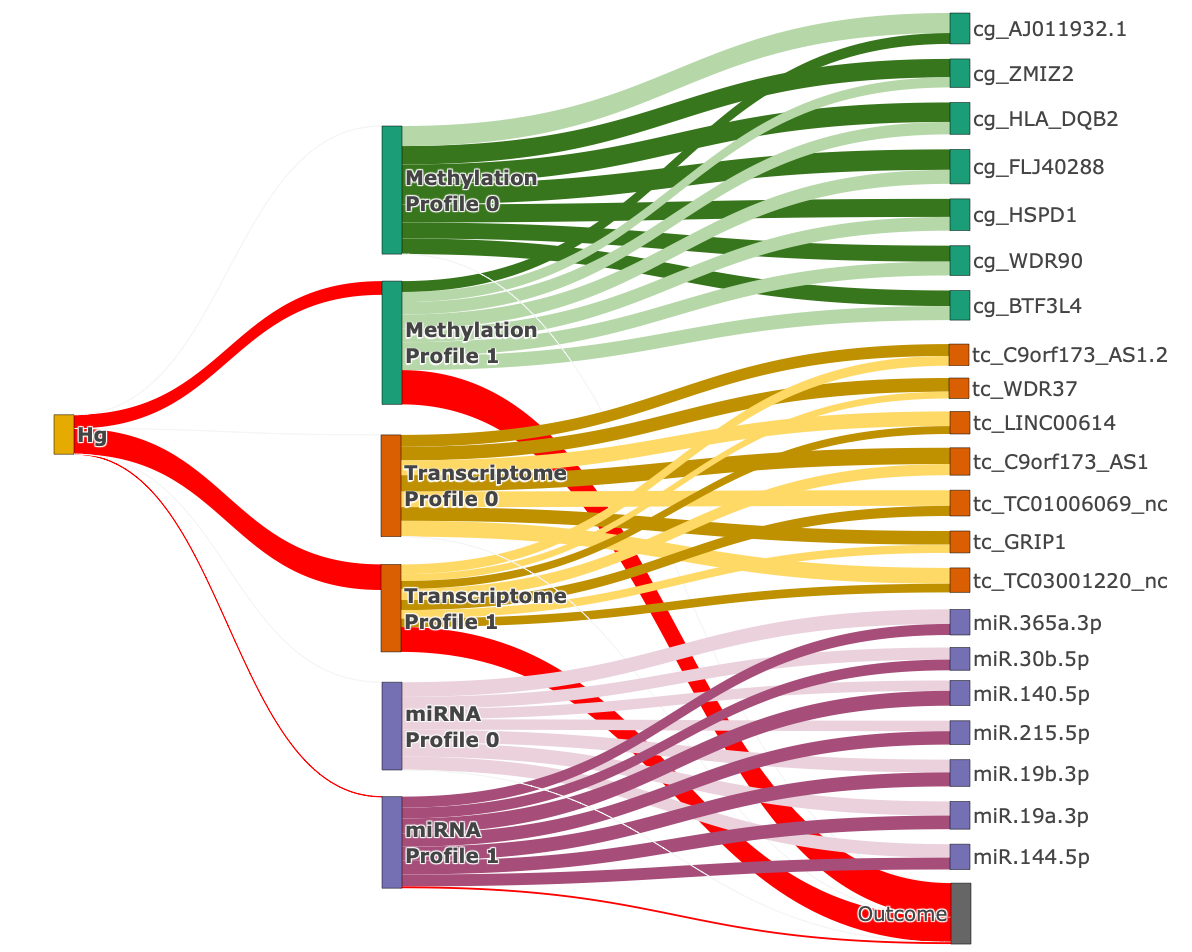 Hg
Methylation
Profile 0
Methylation
Profile 1
Transcriptome
Profile 0
Transcriptome
Profile 1
miRNA
Profile 0
miRNA
Profile 1
cg_AJ011932.1
cg_ZMIZ2
cg_HLA_DQB2
cg_FLJ40288
cg_HSPD1
cg_WDR90
cg_BTF3L4
tc_C9orf173_AS1.2
tc_WDR37
tc_LINC00614
tc_C9orf173_AS1
tc_TC01006069_nc
tc_GRIP1
tc_TC03001220_nc
miR.365a.3p
miR.30b.5p
miR.140.5p
miR.215.5p
miR.19b.3p
miR.19a.3p
miR.144.5p
Outcome